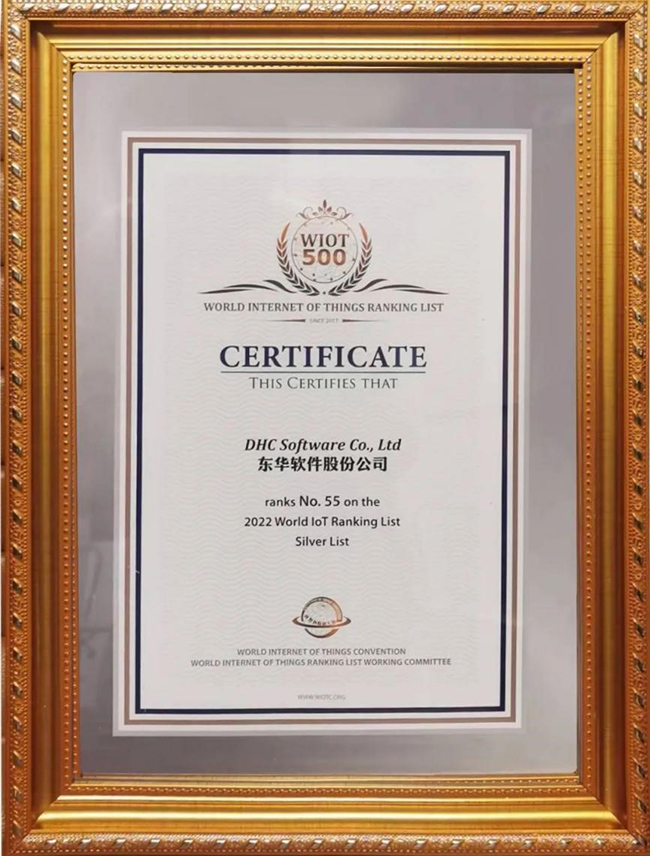 WIOT
500
WORLD INTERNET OF THINGS RANKING LIST
SINCE 2017
CERTIFICATE
THIS CERTIFIES THAT
DHC Software Co., Ltd
东华软件股份公司
ranks No. 55 on the
2022 World IoT Ranking List
Silver List
WORLD INTERNET OF THINGS CONVENTION
WORLD INTERNET OF THINGS RANKING LIST WORKING COMMITTEE
WWW.WIOTC.ORG